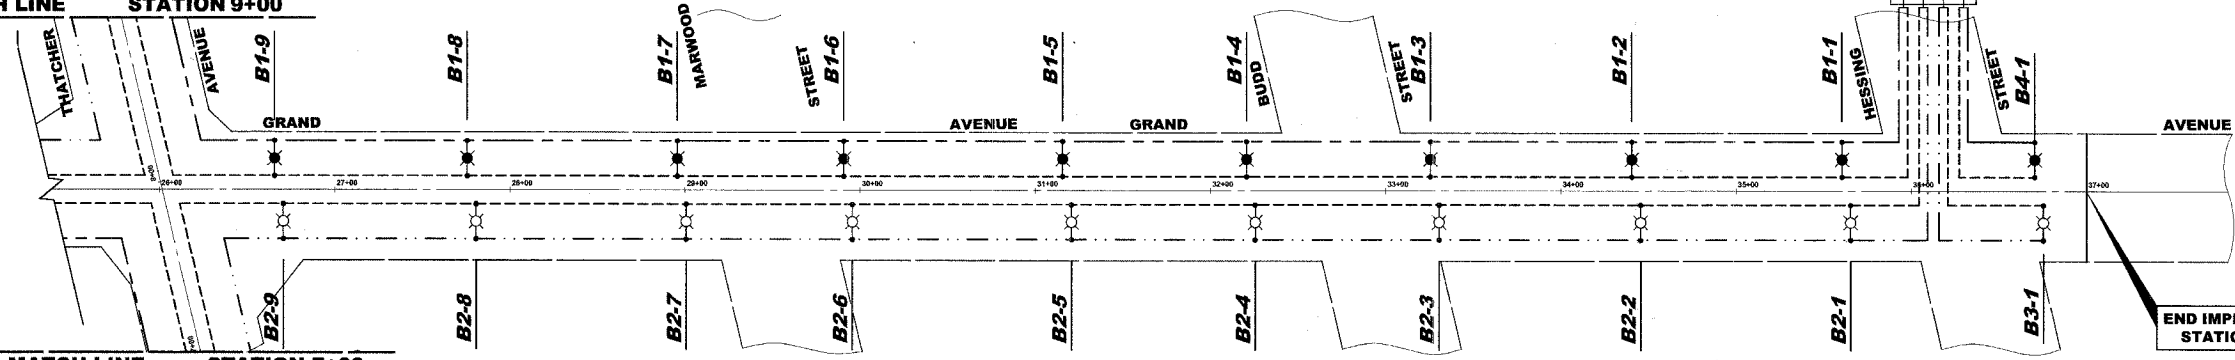 H LINE STATION 9+00
THATCHER AVENUE
B1-9 B1-8 B1-7 MARWOOD STREET B1-6 B1-5 B1-4 BUDD STREET B1-3 B1-2 B1-1 HESSING STREET B4-1
GRAND AVENUE GRAND AVENUE
8+00
26+00 27+00 28+00 29+00 30+00 31+00 32+00 33+00 34+00 35+00 36+00 37+00
B2-9 B2-8 B2-7 B2-6 B2-5 B2-4 B2-3 B2-2 B2-1 B3-1
END IMP
STATIO
MATCH LINE STATION 7+00